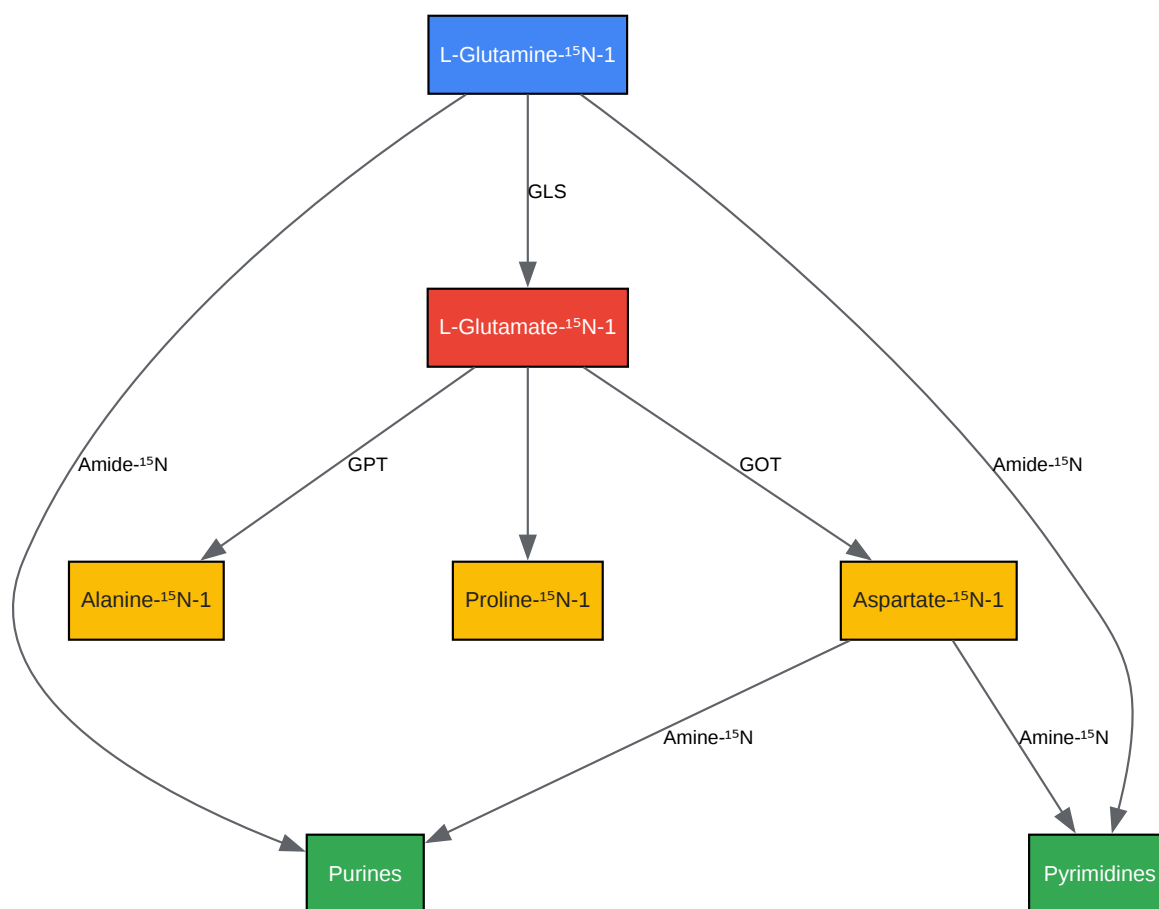 L-Glutamine-¹⁵N-1
GLS
L-Glutamate-¹⁵N-1
Amide-¹⁵N
GPT
GOT
Amide-¹⁵N
Alanine-¹⁵N-1
Proline-¹⁵N-1
Aspartate-¹⁵N-1
Amine-¹⁵N
Amine-¹⁵N
Purines
Pyrimidines